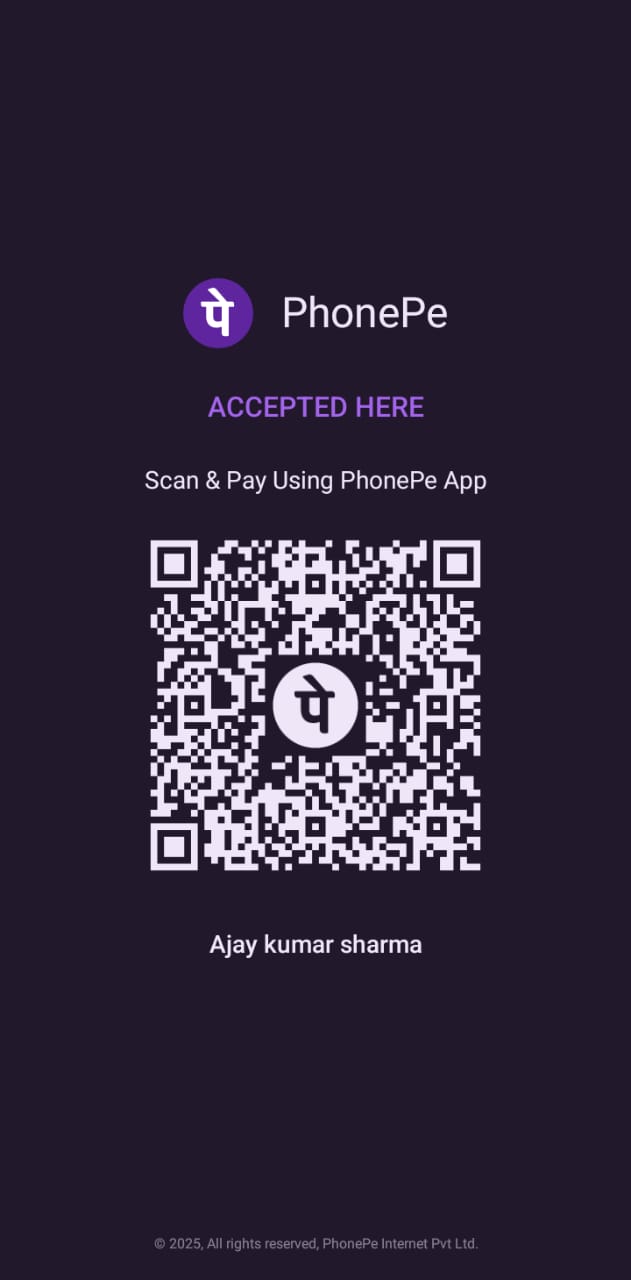 पे PhonePe
ACCEPTED HERE
Scan & Pay Using PhonePe App
पे
Ajay kumar sharma
© 2025, All rights reserved, PhonePe Internet Pvt Ltd.